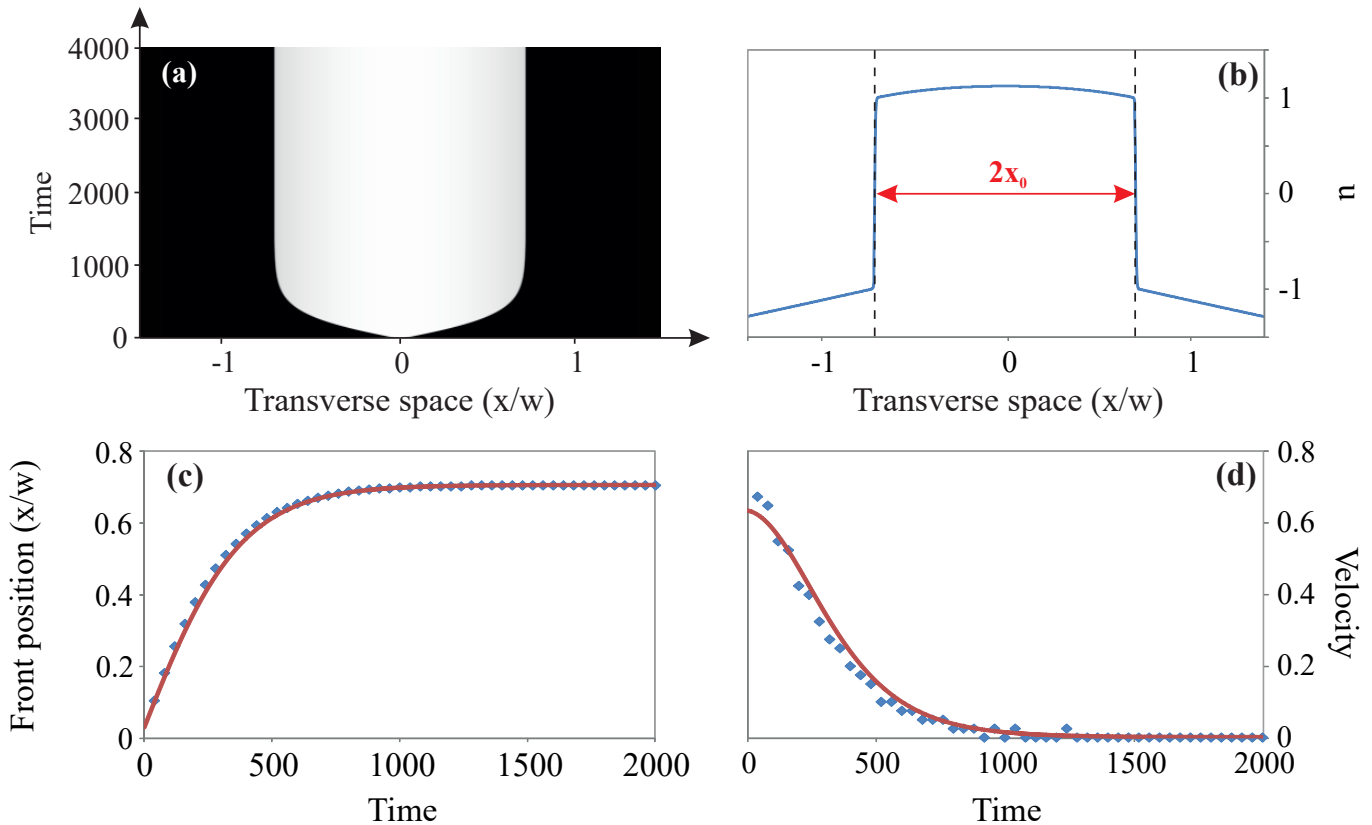 (a)
4000
3000
2000
1000
0
Time
-1
0
1
Transverse space (x/w)
(b)
1
0
-1
u
2x₀
-1
0
1
Transverse space (x/w)
(c)
0.8
0.6
0.4
0.2
0
Front position (x/w)
0
500
1000
1500
2000
Time
(d)
0.8
0.6
0.4
0.2
0
Velocity
0
500
1000
1500
2000
Time